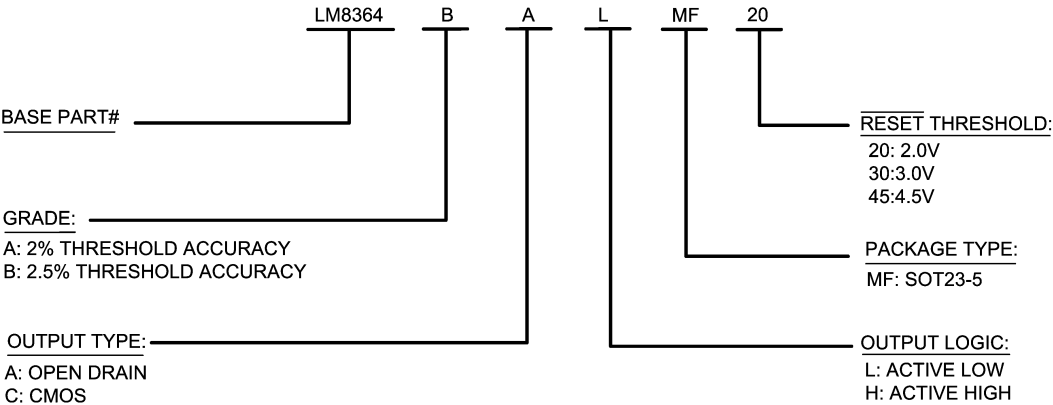 LM8364 B A L MF 20
BASE PART#
RESET THRESHOLD:
20: 2.0V
30:3.0V
45:4.5V
GRADE:
A: 2% THRESHOLD ACCURACY
B: 2.5% THRESHOLD ACCURACY
PACKAGE TYPE:
MF: SOT23-5
OUTPUT TYPE:
A: OPEN DRAIN
C: CMOS
OUTPUT LOGIC:
L: ACTIVE LOW
H: ACTIVE HIGH